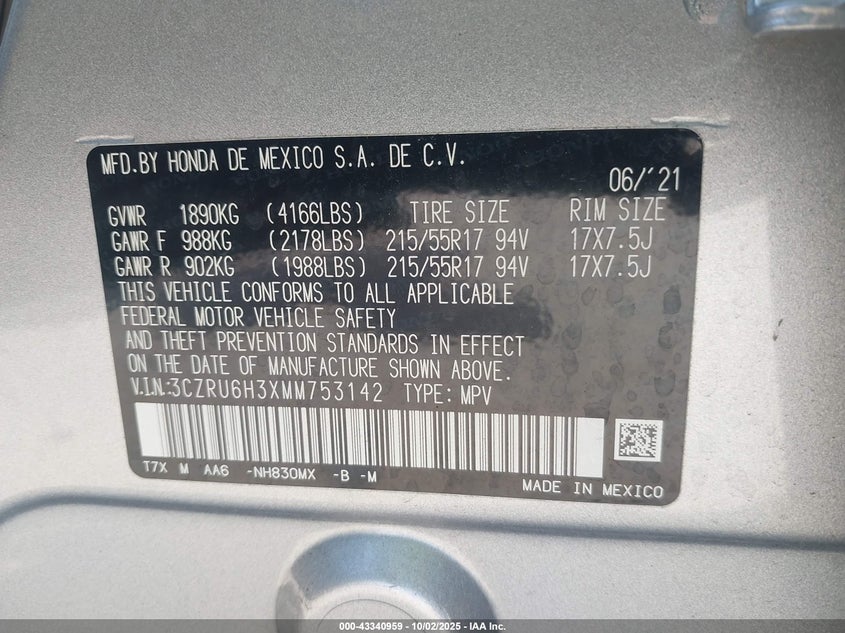 MFD.BY HONDA DE MEXICO S.A. DE C.V.
06/'21
GVWR 1890KG (4166LBS) TIRE SIZE RIM SIZE
GAWR F 988KG (2178LBS) 215/55R17 94V 17X7.5J
GAWR R 902KG (1988LBS) 215/55R17 94V 17X7.5J
THIS VEHICLE CONFORMS TO ALL APPLICABLE
FEDERAL MOTOR VEHICLE SAFETY
AND THEFT PREVENTION STANDARDS IN EFFECT
ON THE DATE OF MANUFACTURE SHOWN ABOVE.
V.I.N.:3CZRU6H3XMM753142 TYPE: MPV
T7X M AA6 -NH830MX -B -M
MADE IN MEXICO
000-43340959 - 10/02/2025 - IAA Inc.